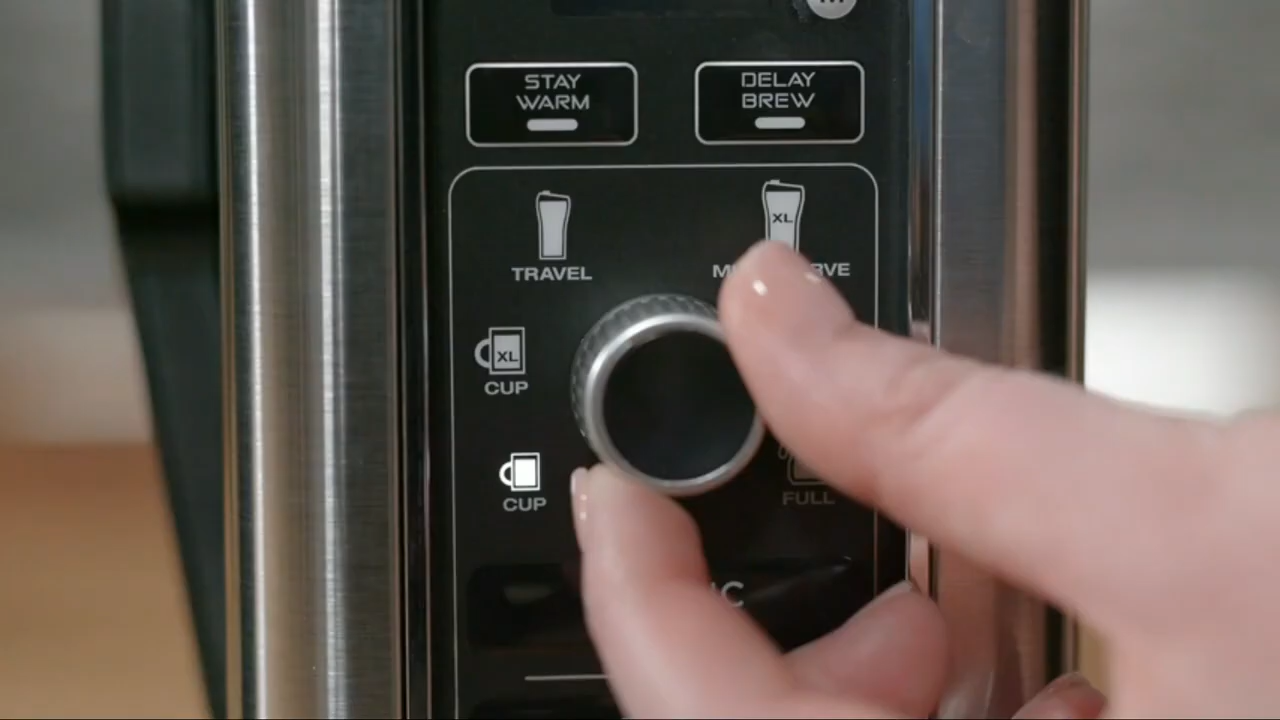 STAY
WARM
DELAY
BREW
XL
TRAVEL
XL
CUP
CUP
FULL